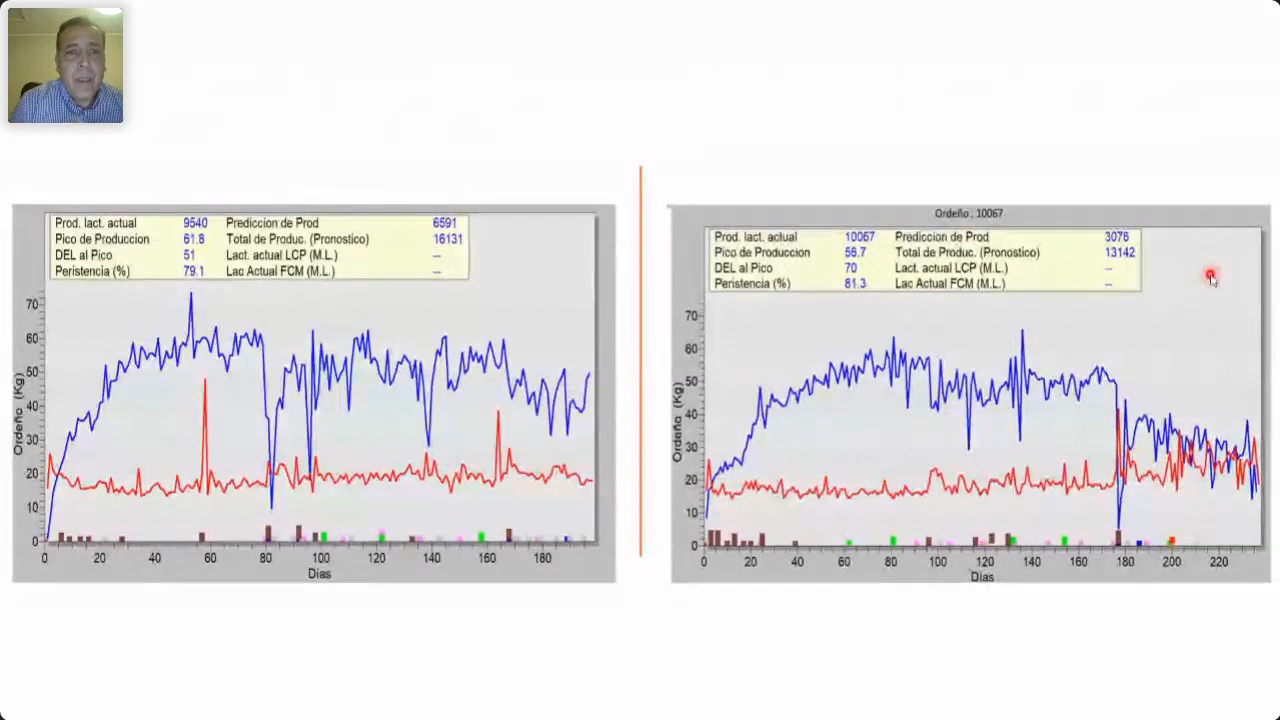 Prod. lact. actual 9540 Prediccion de Prod 6591
Pico de Produccion 61.8 Total de Produc. (Pronostico) 16131
DEL al Pico 51 Lact. actual LCP (M.L.) --
Peristencia (%) 79.1 Lac Actual FCM (M.L.) --
70
60
50
40
30
20
10
0
Ordeño (Kg)
0 20 40 60 80 100 120 140 160 180
Dias
Ordeño , 10067
Prod. lact. actual 10067 Prediccion de Prod 3076
Pico de Produccion 56.7 Total de Produc. (Pronostico) 13142
DEL al Pico 70 Lact. actual LCP (M.L.) --
Peristencia (%) 81.3 Lac Actual FCM (M.L.) --
70
60
50
40
30
20
10
0
Ordeña (Kg)
0 20 40 60 80 100 120 140 160 180 200 220
Días